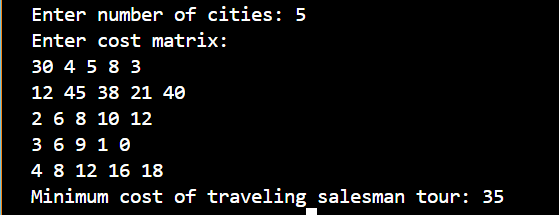 Enter number of cities: 5
Enter cost matrix:
30 4 5 8 3
12 45 38 21 40
2 6 8 10 12
3 6 9 1 0
4 8 12 16 18
Minimum cost of traveling salesman tour: 35